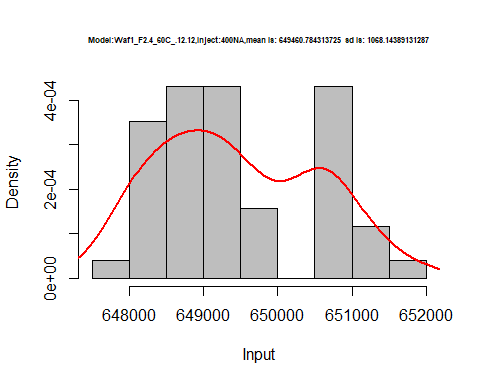 Model:Waf1_F2.4_60C_.12.12,Inject:400NA,mean is: 649460.784313725 sd is: 1068.14389131287
4e-04
2e-04
0e+00
Density
648000 649000 650000 651000 652000
Input